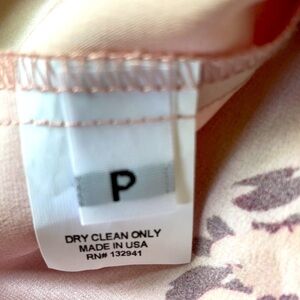 P
DRY CLEAN ONLY
MADE IN USA
RN# 132941